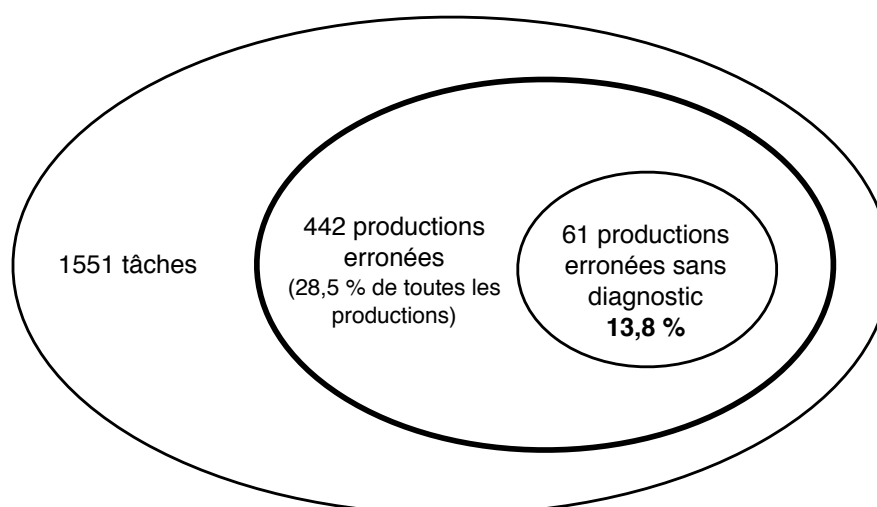 1551 tâches
442 productions
erronées
(28,5 % de toutes les
productions)
61 productions
erronées sans
diagnostic
13,8 %